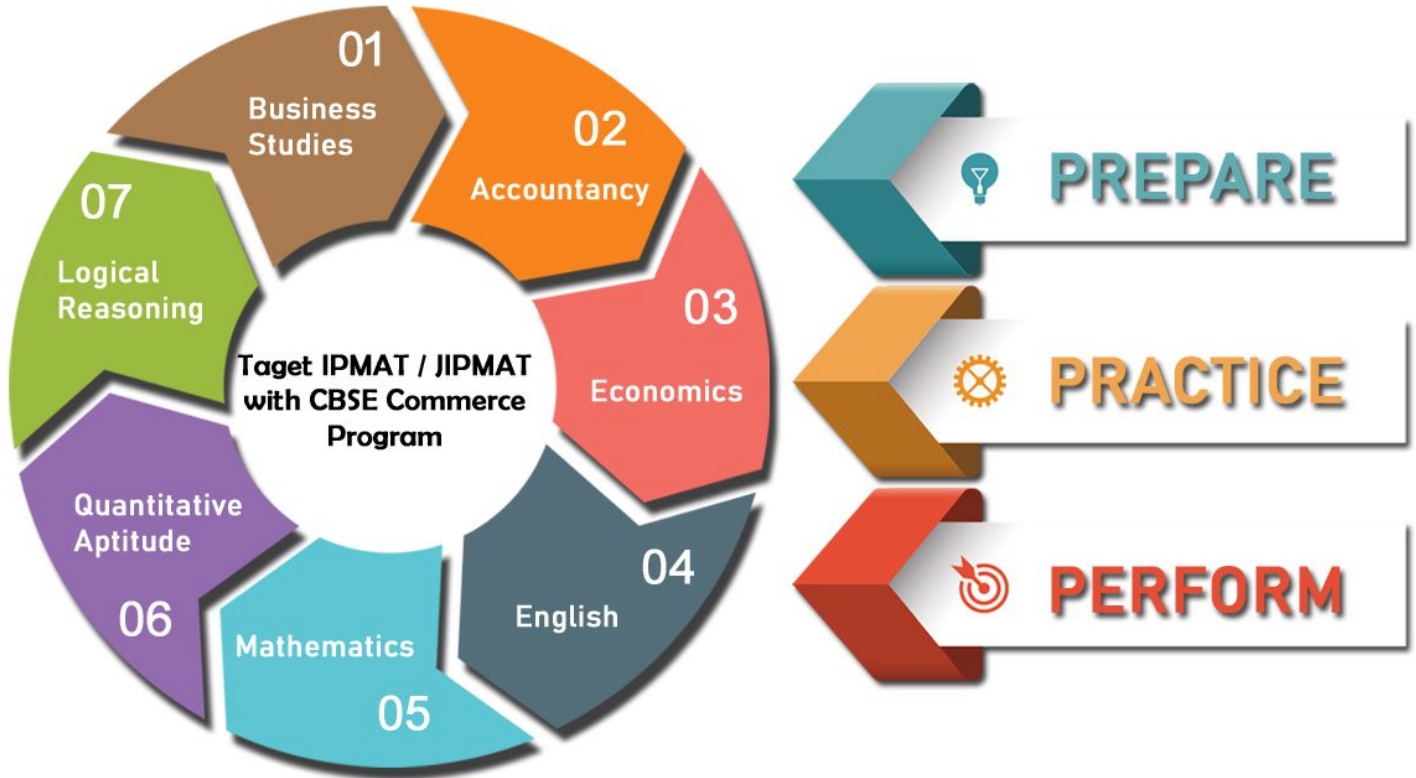 01
Business
Studies
02
Accountancy
03
Economics
04
English
Mathematics
05
Quantitative
Aptitude
06
07
Logical
Reasoning
Taget IPMAT / JIPMAT
with CBSE Commerce
Program
PREPARE
PRACTICE
PERFORM